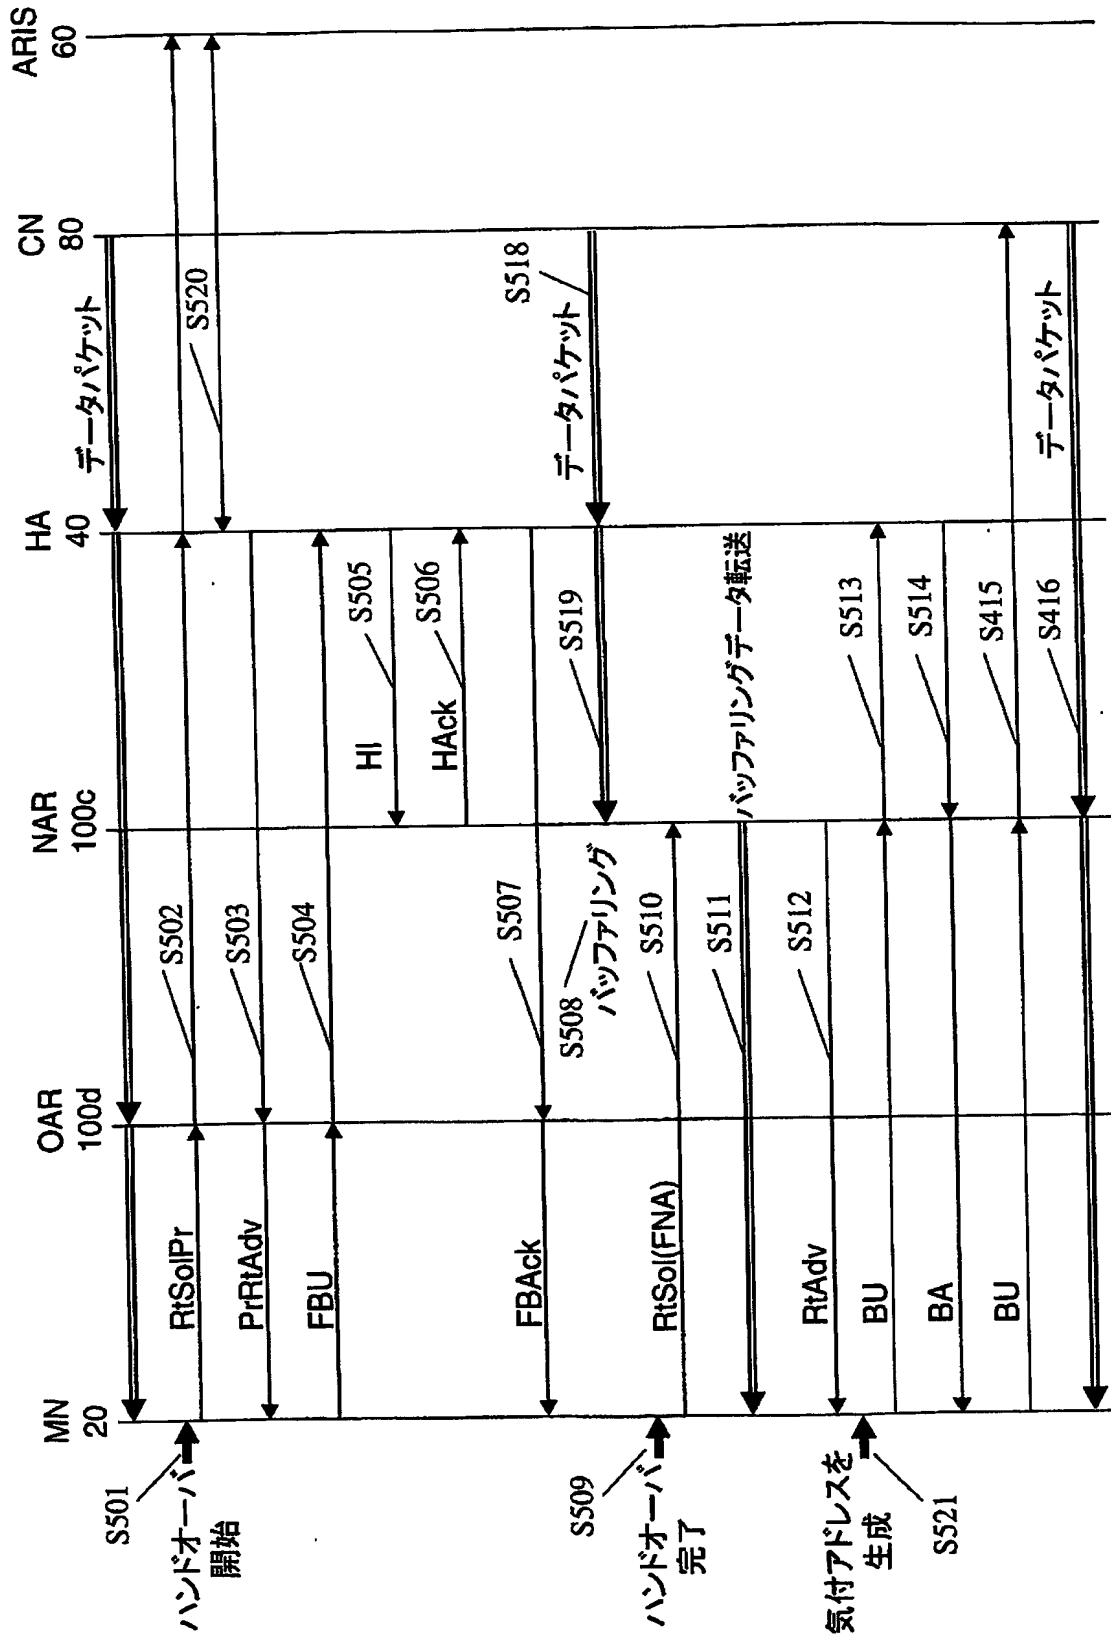 MN
20
OAR
100d
NAR
100c
HA
40
CN
80
ARIS
60
データパケット
S501
ハンドオーバ
開始
RtSolPr
S502
S520
PrRtAdv
S503
FBU
S504
HI
S505
HAck
S506
FBAck
S507
データパケット
S518
S519
S508
バッファリング
S509
ハンドオーバ
完了
RtSol(FNA)
S510
S511
バッファリングデータ転送
RtAdv
S512
気付アドレスを
生成
S521
BU
S513
BA
S514
BU
S415
データパケット
S416